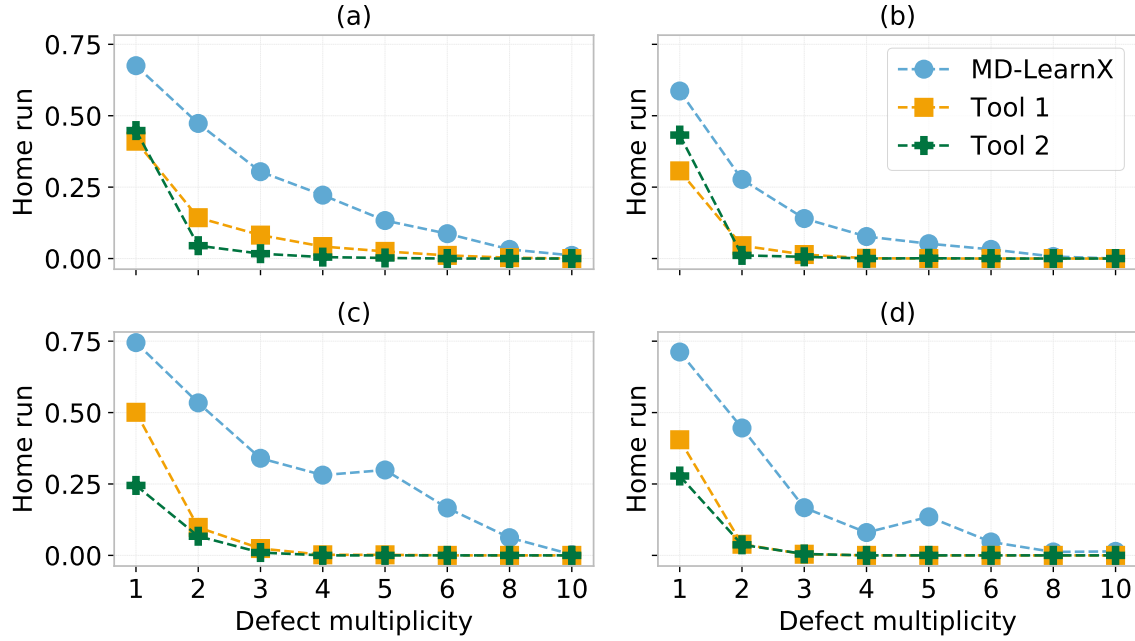 (a)
Home run
0.75
0.50
0.25
0.00
(b)
Home run
MD-LearnX
Tool 1
Tool 2
(c)
Home run
0.75
0.50
0.25
0.00
1 2 3 4 5 6 8 10
Defect multiplicity
(d)
Home run
1 2 3 4 5 6 8 10
Defect multiplicity